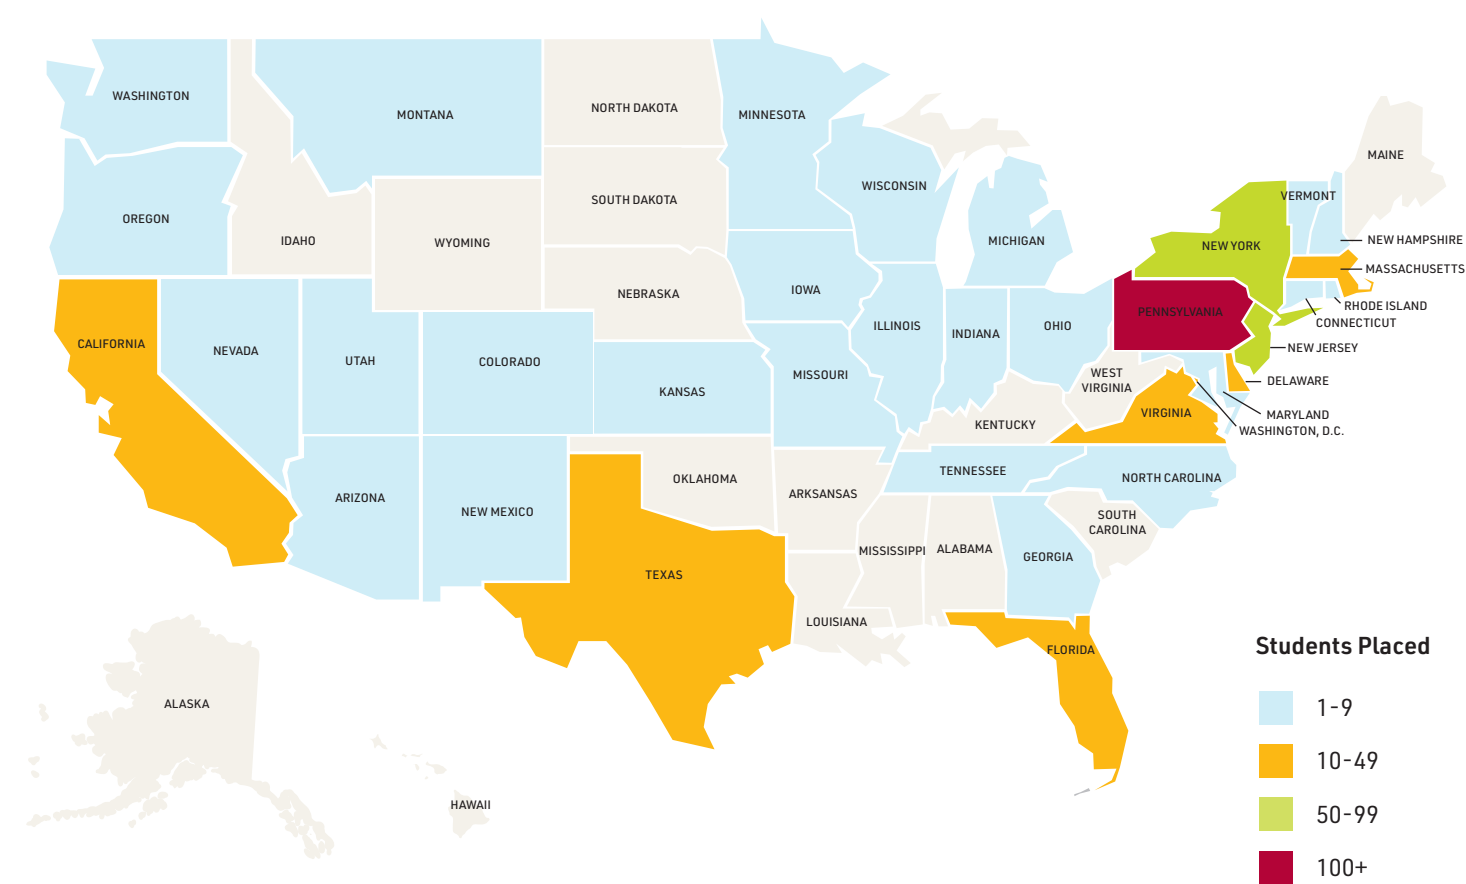 WASHINGTON
MONTANA
NORTH DAKOTA
MINNESOTA
MAINE
OREGON
IDAHO
WYOMING
SOUTH DAKOTA
WISCONSIN
MICHIGAN
VERMONT
NEW YORK
NEW HAMPSHIRE
MASSACHUSETTS
NEBRASKA
IOWA
RHODE ISLAND
CONNECTICUT
PENNSYLVANIA
CALIFORNIA
NEVADA
UTAH
COLORADO
ILLINOIS
INDIANA
OHIO
NEW JERSEY
KANSAS
MISSOURI
WEST
VIRGINIA
DELAWARE
VIRGINIA
MARYLAND
WASHINGTON, D.C.
KENTUCKY
ARIZONA
NEW MEXICO
OKLAHOMA
ARKSANSAS
TENNESSEE
NORTH CAROLINA
SOUTH
CAROLINA
MISSISSIPPI
ALABAMA
GEORGIA
TEXAS
LOUISIANA
FLORIDA
ALASKA
HAWAII
Students Placed
1-9
10-49
50-99
100+